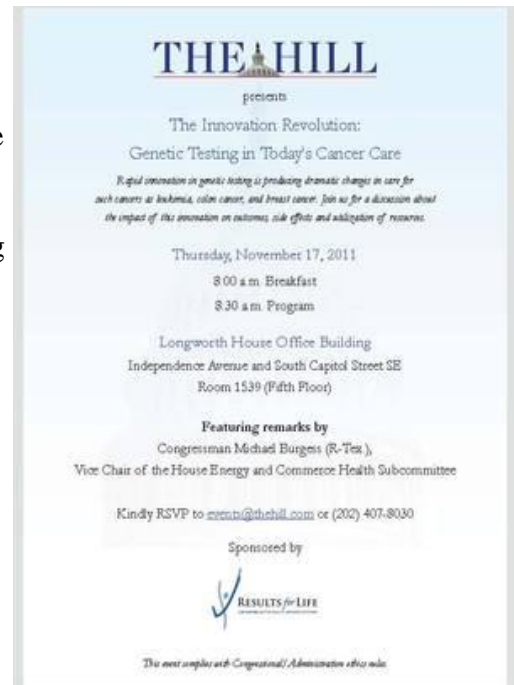 e
g
THE HILL
presents
The Innovation Revolution:
Genetic Testing in Today's Cancer Care
Rapid innovation in genetic testing is producing dramatic changes in care for
such cancers as leukemia, colon cancer, and breast cancer. Join us for a discussion about
the impact of this innovation on outcomes, side effects and utilization of resources.
Thursday, November 17, 2011
8:00 a.m. Breakfast
8:30 a.m. Program
Longworth House Office Building
Independence Avenue and South Capitol Street SE
Room 1539 (Fifth Floor)
Featuring remarks by
Congressman Michael Burgess (R-Tex.),
Vice Chair of the House Energy and Commerce Health Subcommittee
Kindly RSVP to events@thehill.com or (202) 407-8030
Sponsored by
RESULTS for LIFE
This event complies with Congressional/Administration ethics rules.